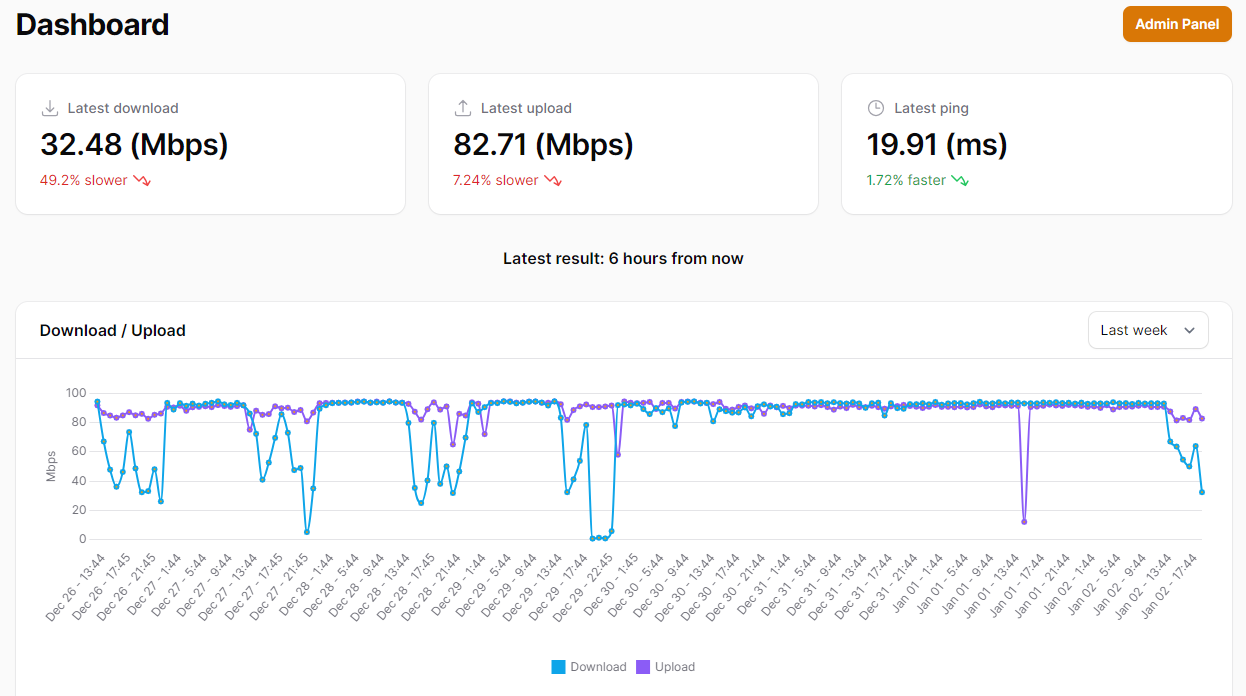 Dashboard
Admin Panel
Latest download
32.48 (Mbps)
49.2% slower
Latest upload
82.71 (Mbps)
7.24% slower
Latest ping
19.91 (ms)
1.72% faster
Latest result: 6 hours from now
Download / Upload
Last week
100
80
60
40
20
0
Mbps
Dec 26 - 13:44
Dec 26 - 17:45
Dec 26 - 21:45
Dec 27 - 1:44
Dec 27 - 5:44
Dec 27 - 9:44
Dec 27 - 13:44
Dec 27 - 17:45
Dec 27 - 21:45
Dec 28 - 1:44
Dec 28 - 5:44
Dec 28 - 9:44
Dec 28 - 13:44
Dec 28 - 17:45
Dec 28 - 21:44
Dec 29 - 1:44
Dec 29 - 5:44
Dec 29 - 9:44
Dec 29 - 13:44
Dec 29 - 17:44
Dec 29 - 22:45
Dec 30 - 1:45
Dec 30 - 5:44
Dec 30 - 9:44
Dec 30 - 13:44
Dec 30 - 17:44
Dec 30 - 21:44
Dec 31 - 1:44
Dec 31 - 5:44
Dec 31 - 9:44
Dec 31 - 13:44
Dec 31 - 17:44
Dec 31 - 21:44
Jan 01 - 1:44
Jan 01 - 5:44
Jan 01 - 9:44
Jan 01 - 13:44
Jan 01 - 17:44
Jan 01 - 21:44
Jan 02 - 1:44
Jan 02 - 5:44
Jan 02 - 9:44
Jan 02 - 13:44
Jan 02 - 17:44
Download
Upload